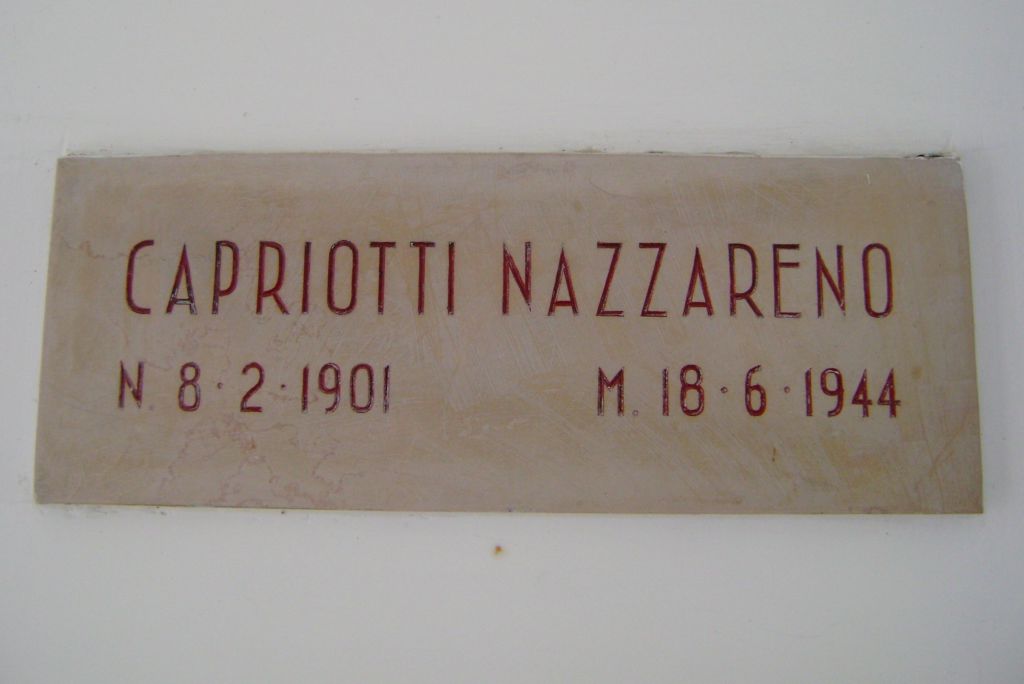 CAPRIOTTI NAZZARENO
N. 8·2·1901 M. 18·6·1944